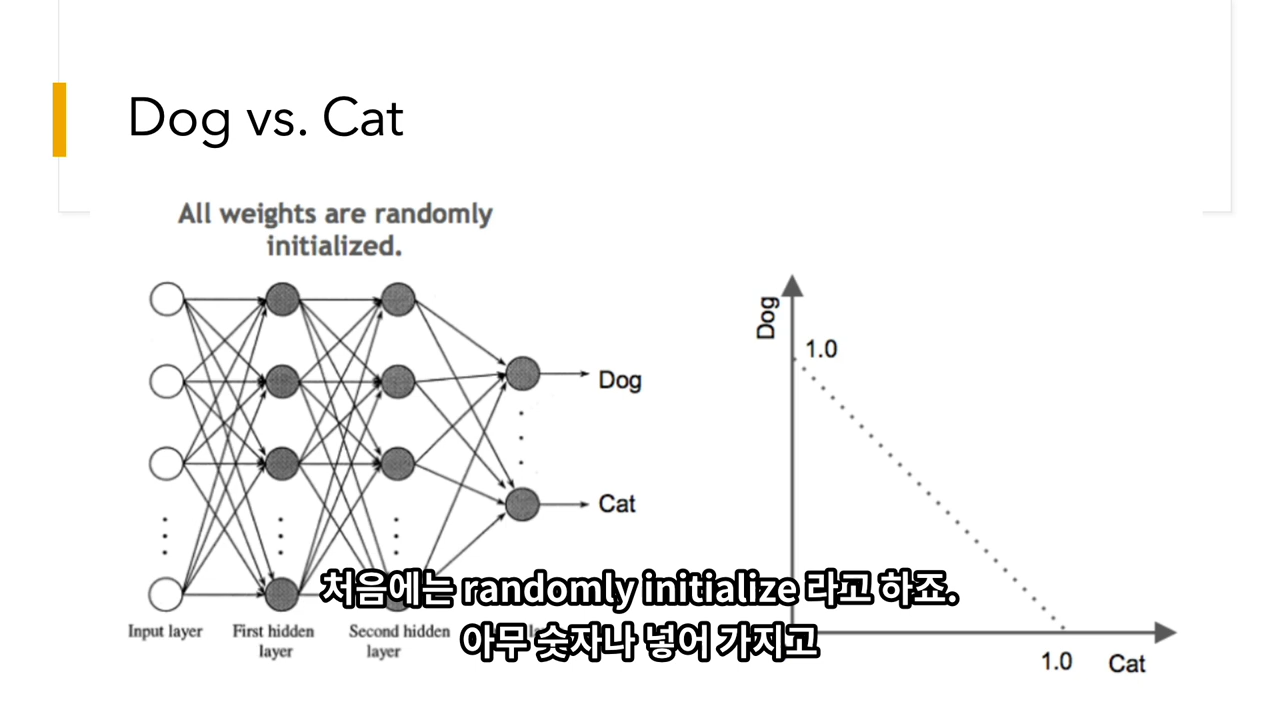 Dog vs. Cat
All weights are randomly
initialized.
Dog
Cat
Input layer
First hidden
layer
Second hidden
layer
Dog
1.0
1.0
Cat
처음에는 randomly initialize 라고 하죠.
아무 숫자나 넣어 가지고